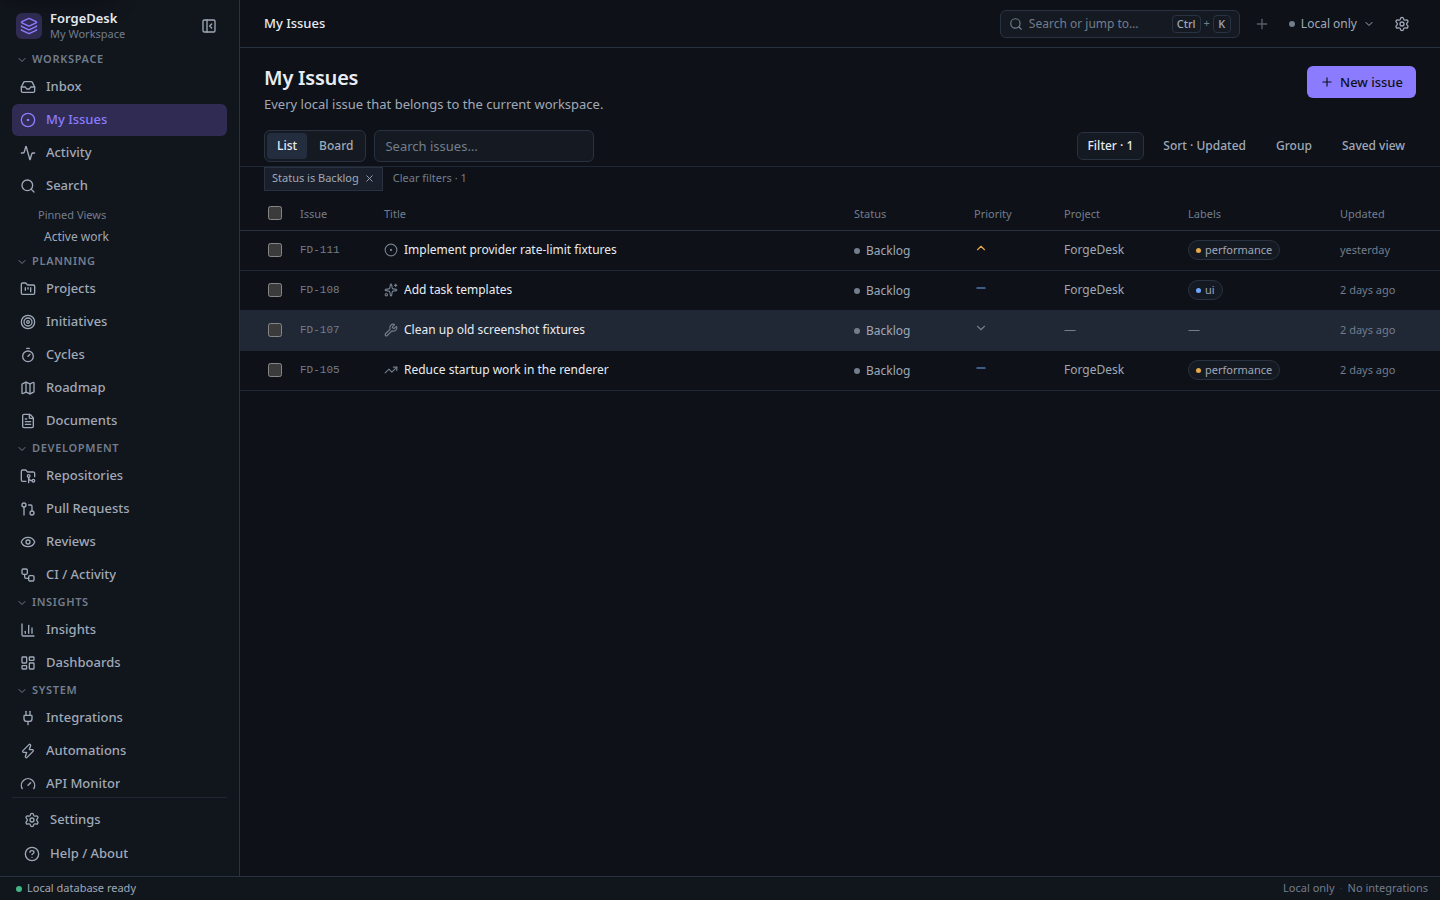 ForgeDesk
My Workspace
WORKSPACE
Inbox
My Issues
Activity
Search
Pinned Views
Active work
PLANNING
Projects
Initiatives
Cycles
Roadmap
Documents
DEVELOPMENT
Repositories
Pull Requests
Reviews
CI / Activity
INSIGHTS
Insights
Dashboards
SYSTEM
Integrations
Automations
API Monitor
Settings
Help / About
My Issues
Search or jump to... Ctrl + K
Local only
My Issues
Every local issue that belongs to the current workspace.
New issue
List Board Search issues...
Filter · 1 Sort · Updated Group Saved view
Status is Backlog Clear filters · 1
Issue Title Status Priority Project Labels Updated
FD-111 Implement provider rate-limit fixtures Backlog ForgeDesk performance yesterday
FD-108 Add task templates Backlog ForgeDesk ui 2 days ago
FD-107 Clean up old screenshot fixtures Backlog — — 2 days ago
FD-105 Reduce startup work in the renderer Backlog ForgeDesk performance 2 days ago
Local database ready
Local only · No integrations